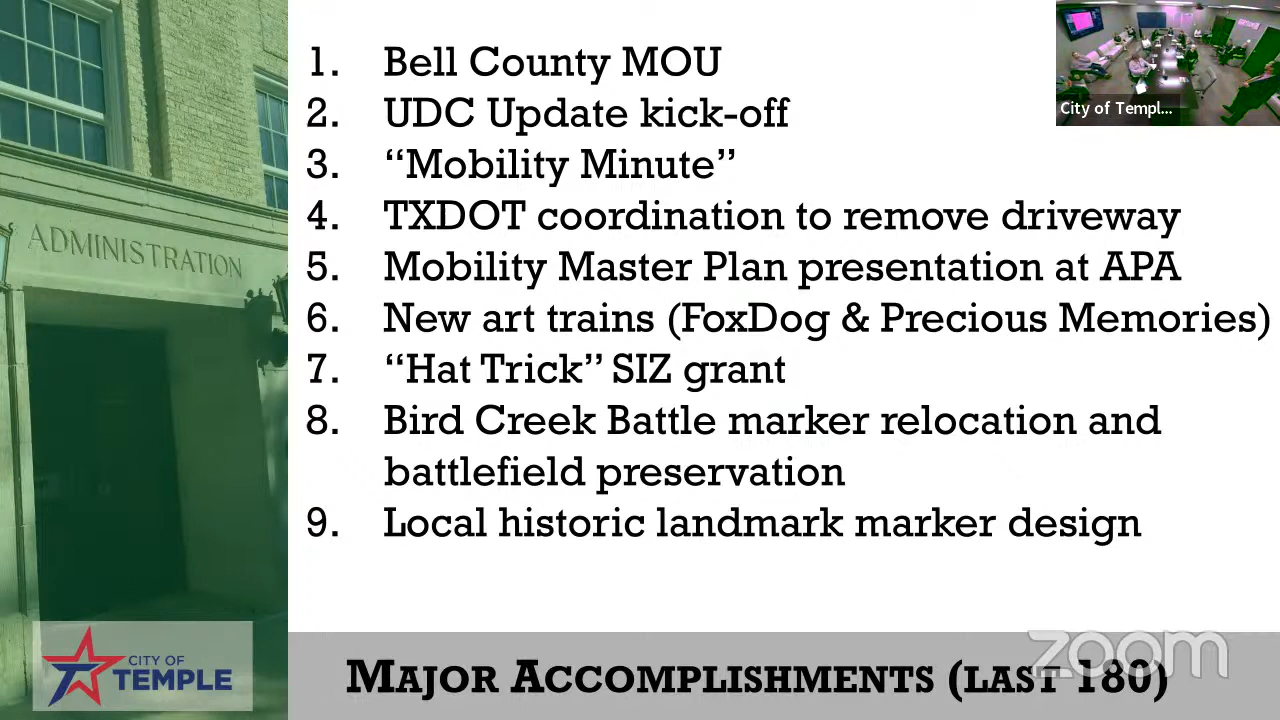 1. Bell County MOU
2. UDC Update kick-off
3. “Mobility Minute”
4. TXDOT coordination to remove driveway
5. Mobility Master Plan presentation at APA
6. New art trains (FoxDog & Precious Memories)
7. “Hat Trick” SIZ grant
8. Bird Creek Battle marker relocation and
battlefield preservation
9. Local historic landmark marker design
City of Templ...
ADMINISTRATION
CITY OF
TEMPLE
MAJOR ACCOMPLISHMENTS (LAST 180)
zoom